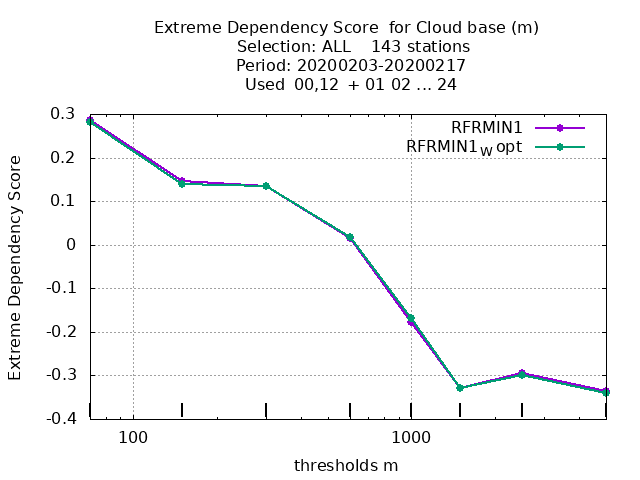 Extreme Dependency Score  for Cloud base (m)
Selection: ALL    143 stations
Period: 20200203-20200217
Used  00,12  + 01 02 ... 24
RFRMIN1
RFRMIN1W opt
Extreme Dependency Score
0.3
0.2
0.1
0
-0.1
-0.2
-0.3
-0.4
100 1000
thresholds m